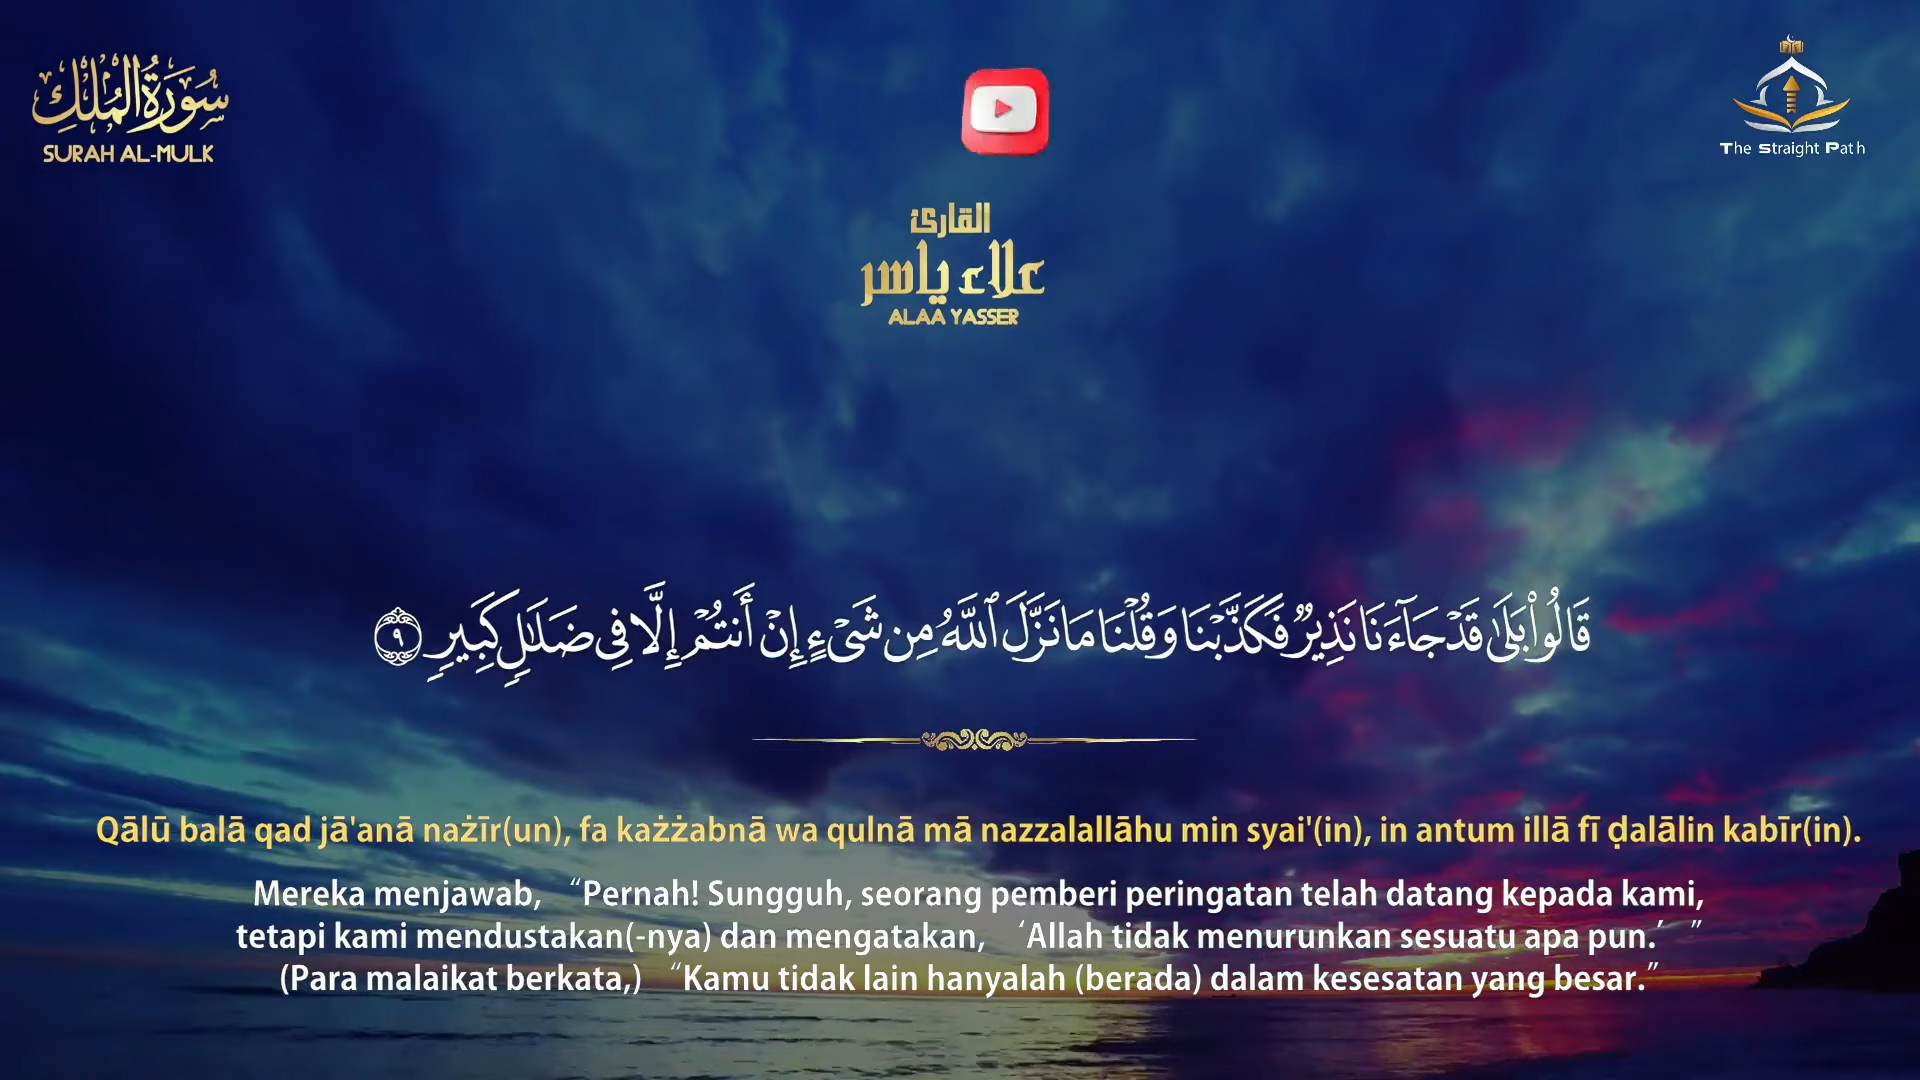 سُورَةُ الْمُلْكِ
SURAH AL-MULK
The Straight Path
القارئ
علاء ياسر
ALAA YASSER
قَالُوا۟ بَلَىٰ قَدْ جَآءَنَا نَذِيرٌ فَكَذَّبْنَا وَقُلْنَا مَا نَزَّلَ ٱللَّهُ مِن شَىْءٍ إِنْ أَنتُمْ إِلَّا فِى ضَلَـٰلٍ كَبِيرٍ ٩
Qālū balā qad jā'anā nażīr(un), fa każżabnā wa qulnā mā nazzalallāhu min syai'(in), in antum illā fī ḍalālin kabīr(in).
Mereka menjawab, “Pernah! Sungguh, seorang pemberi peringatan telah datang kepada kami,
tetapi kami mendustakan(-nya) dan mengatakan, ‘Allah tidak menurunkan sesuatu apa pun.’ ”
(Para malaikat berkata,) “Kamu tidak lain hanyalah (berada) dalam kesesatan yang besar.”